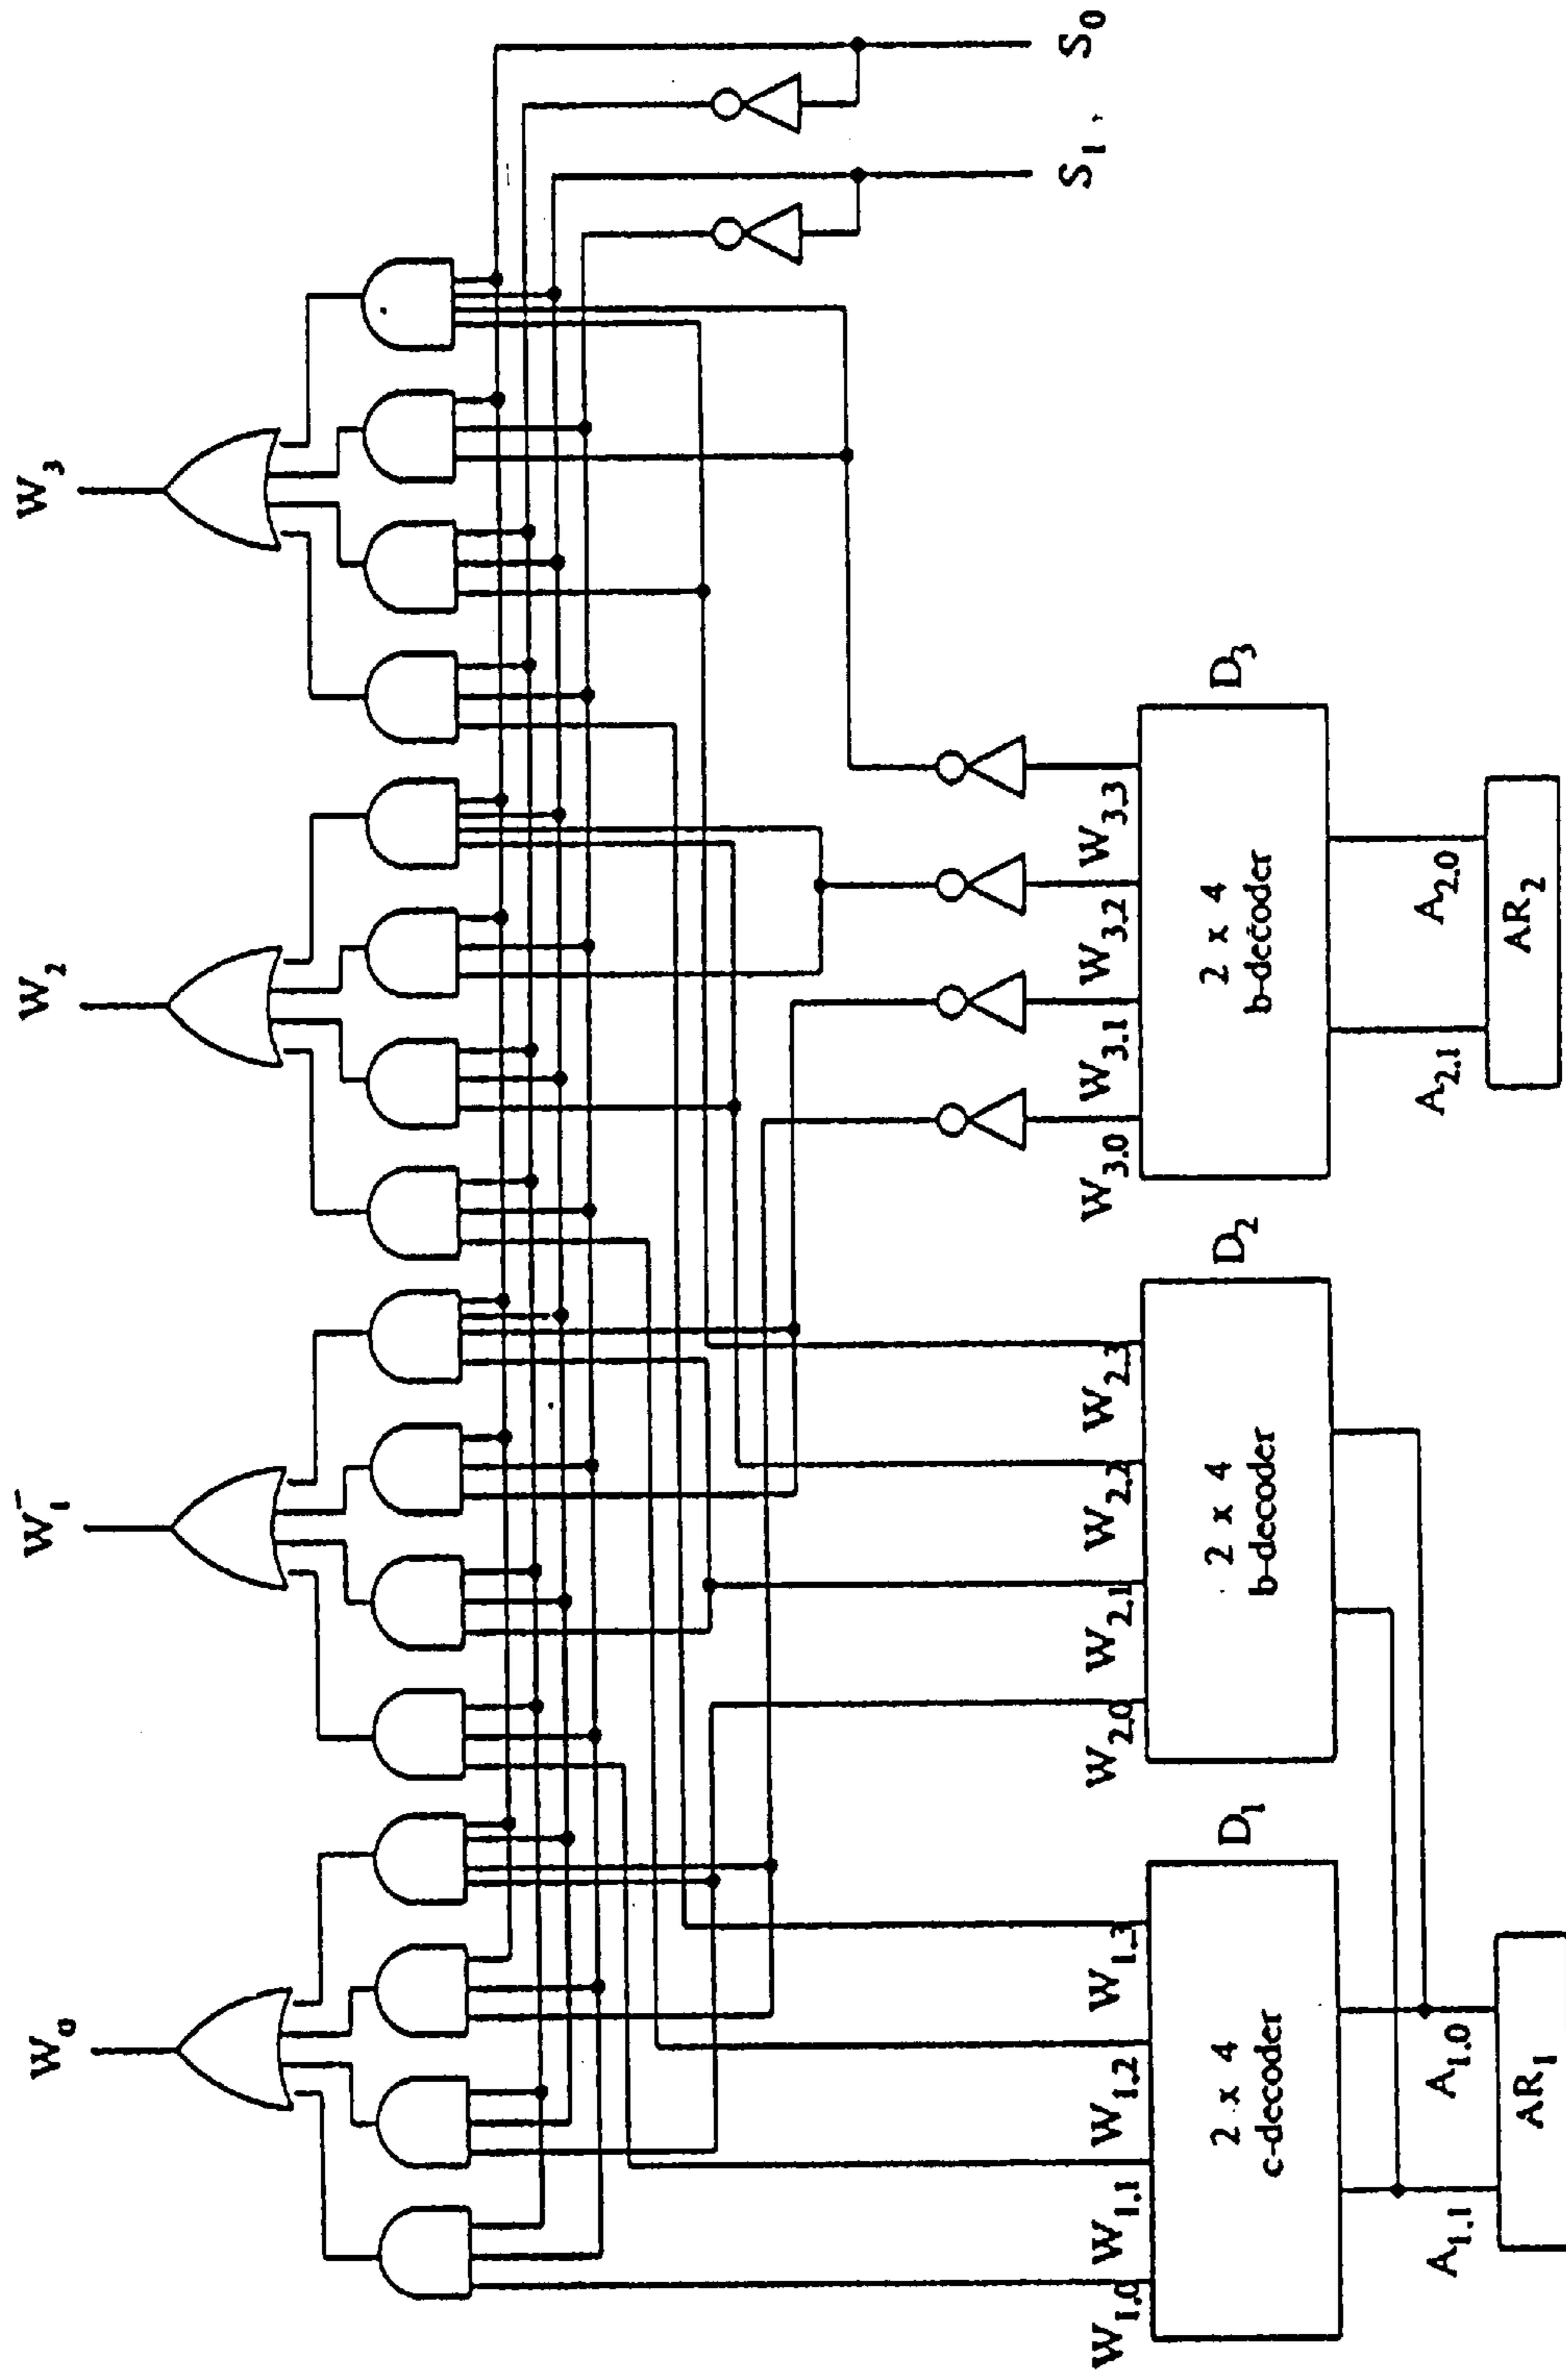 W₀ W₁ W₂ W₃
S₁ S₀
W₁.₀ W₁.₁ W₁.₂ W₁.₃
W₂.₀ W₂.₁ W₂.₂ W₂.₃
W₃.₀ W₃.₁ W₃.₂ W₃.₃
2 x 4
c-decoder
D₁
2 x 4
b-decoder
D₂
2 x 4
b-decoder
D₃
A₁.₁ A₁.₀
AR₁
A₂.₁ A₂.₀
AR₂